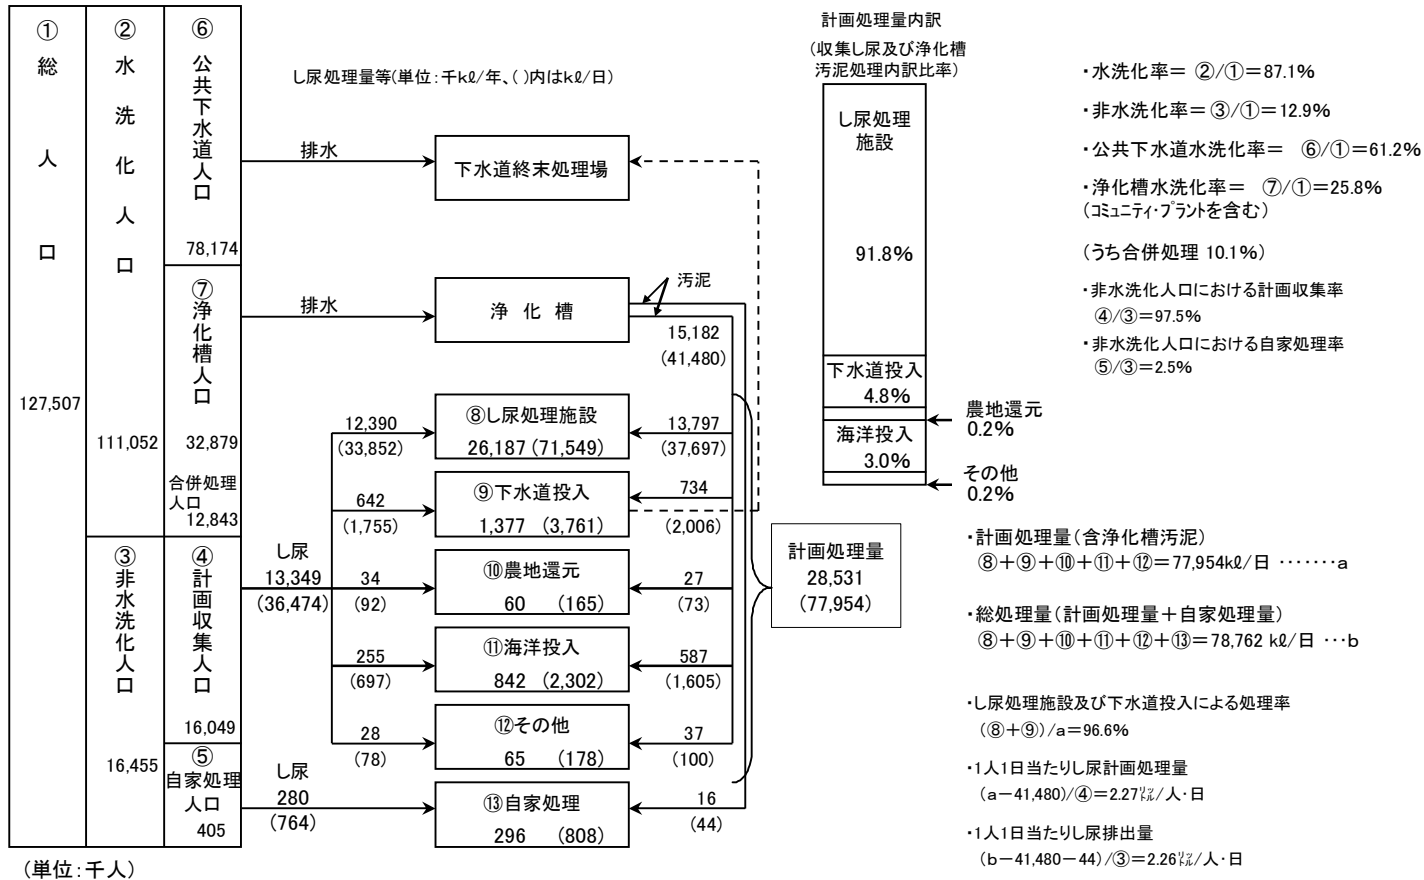 ①
総
人
口
127,507
②
水
洗
化
人
口
111,052
⑥
公
共
下
水
道
人
口
78,174
⑦
浄
化
槽
人
口
32,879
合併処理
人口
12,843
③
非
水
洗
化
人
口
16,455
④
計
画
収
集
人
口
16,049
⑤
自家処理
人口
405
(単位:千人)
し尿処理量等(単位:千kℓ/年、( )内はkℓ/日)
排水
下水道終末処理場
排水
浄 化 槽
汚泥
15,182
(41,480)
し尿
13,349
(36,474)
12,390
(33,852)
⑧し尿処理施設
26,187 (71,549)
13,797
(37,697)
642
(1,755)
⑨下水道投入
1,377 (3,761)
734
(2,006)
34
(92)
⑩農地還元
60 (165)
27
(73)
255
(697)
⑪海洋投入
842 (2,302)
587
(1,605)
28
(78)
⑫その他
65 (178)
37
(100)
し尿
280
(764)
⑬自家処理
296 (808)
16
(44)
計画処理量
28,531
(77,954)
計画処理量内訳
(収集し尿及び浄化槽
汚泥処理内訳比率)
し尿処理
施設
91.8%
下水道投入
4.8%
農地還元
0.2%
海洋投入
3.0%
その他
0.2%
・水洗化率= ②/①=87.1%
・非水洗化率=③/①=12.9%
・公共下水道水洗化率= ⑥/①=61.2%
・浄化槽水洗化率= ⑦/①=25.8%
(コミュニティ・プラントを含む)
(うち合併処理 10.1%)
・非水洗化人口における計画収集率
④/③=97.5%
・非水洗化人口における自家処理率
⑤/③=2.5%
・計画処理量(含浄化槽汚泥)
⑧+⑨+⑩+⑪+⑫=77,954kℓ/日 ‥‥‥‥a
・総処理量(計画処理量+自家処理量)
⑧+⑨+⑩+⑪+⑫+⑬=78,762 kℓ/日 …b
・し尿処理施設及び下水道投入による処理率
(⑧+⑨)/a=96.6%
・1人1日当たりし尿計画処理量
(a-41,480)/④=2.27㍑/人・日
・1人1日当たりし尿排出量
(b-41,480-44)/③=2.26㍑/人・日